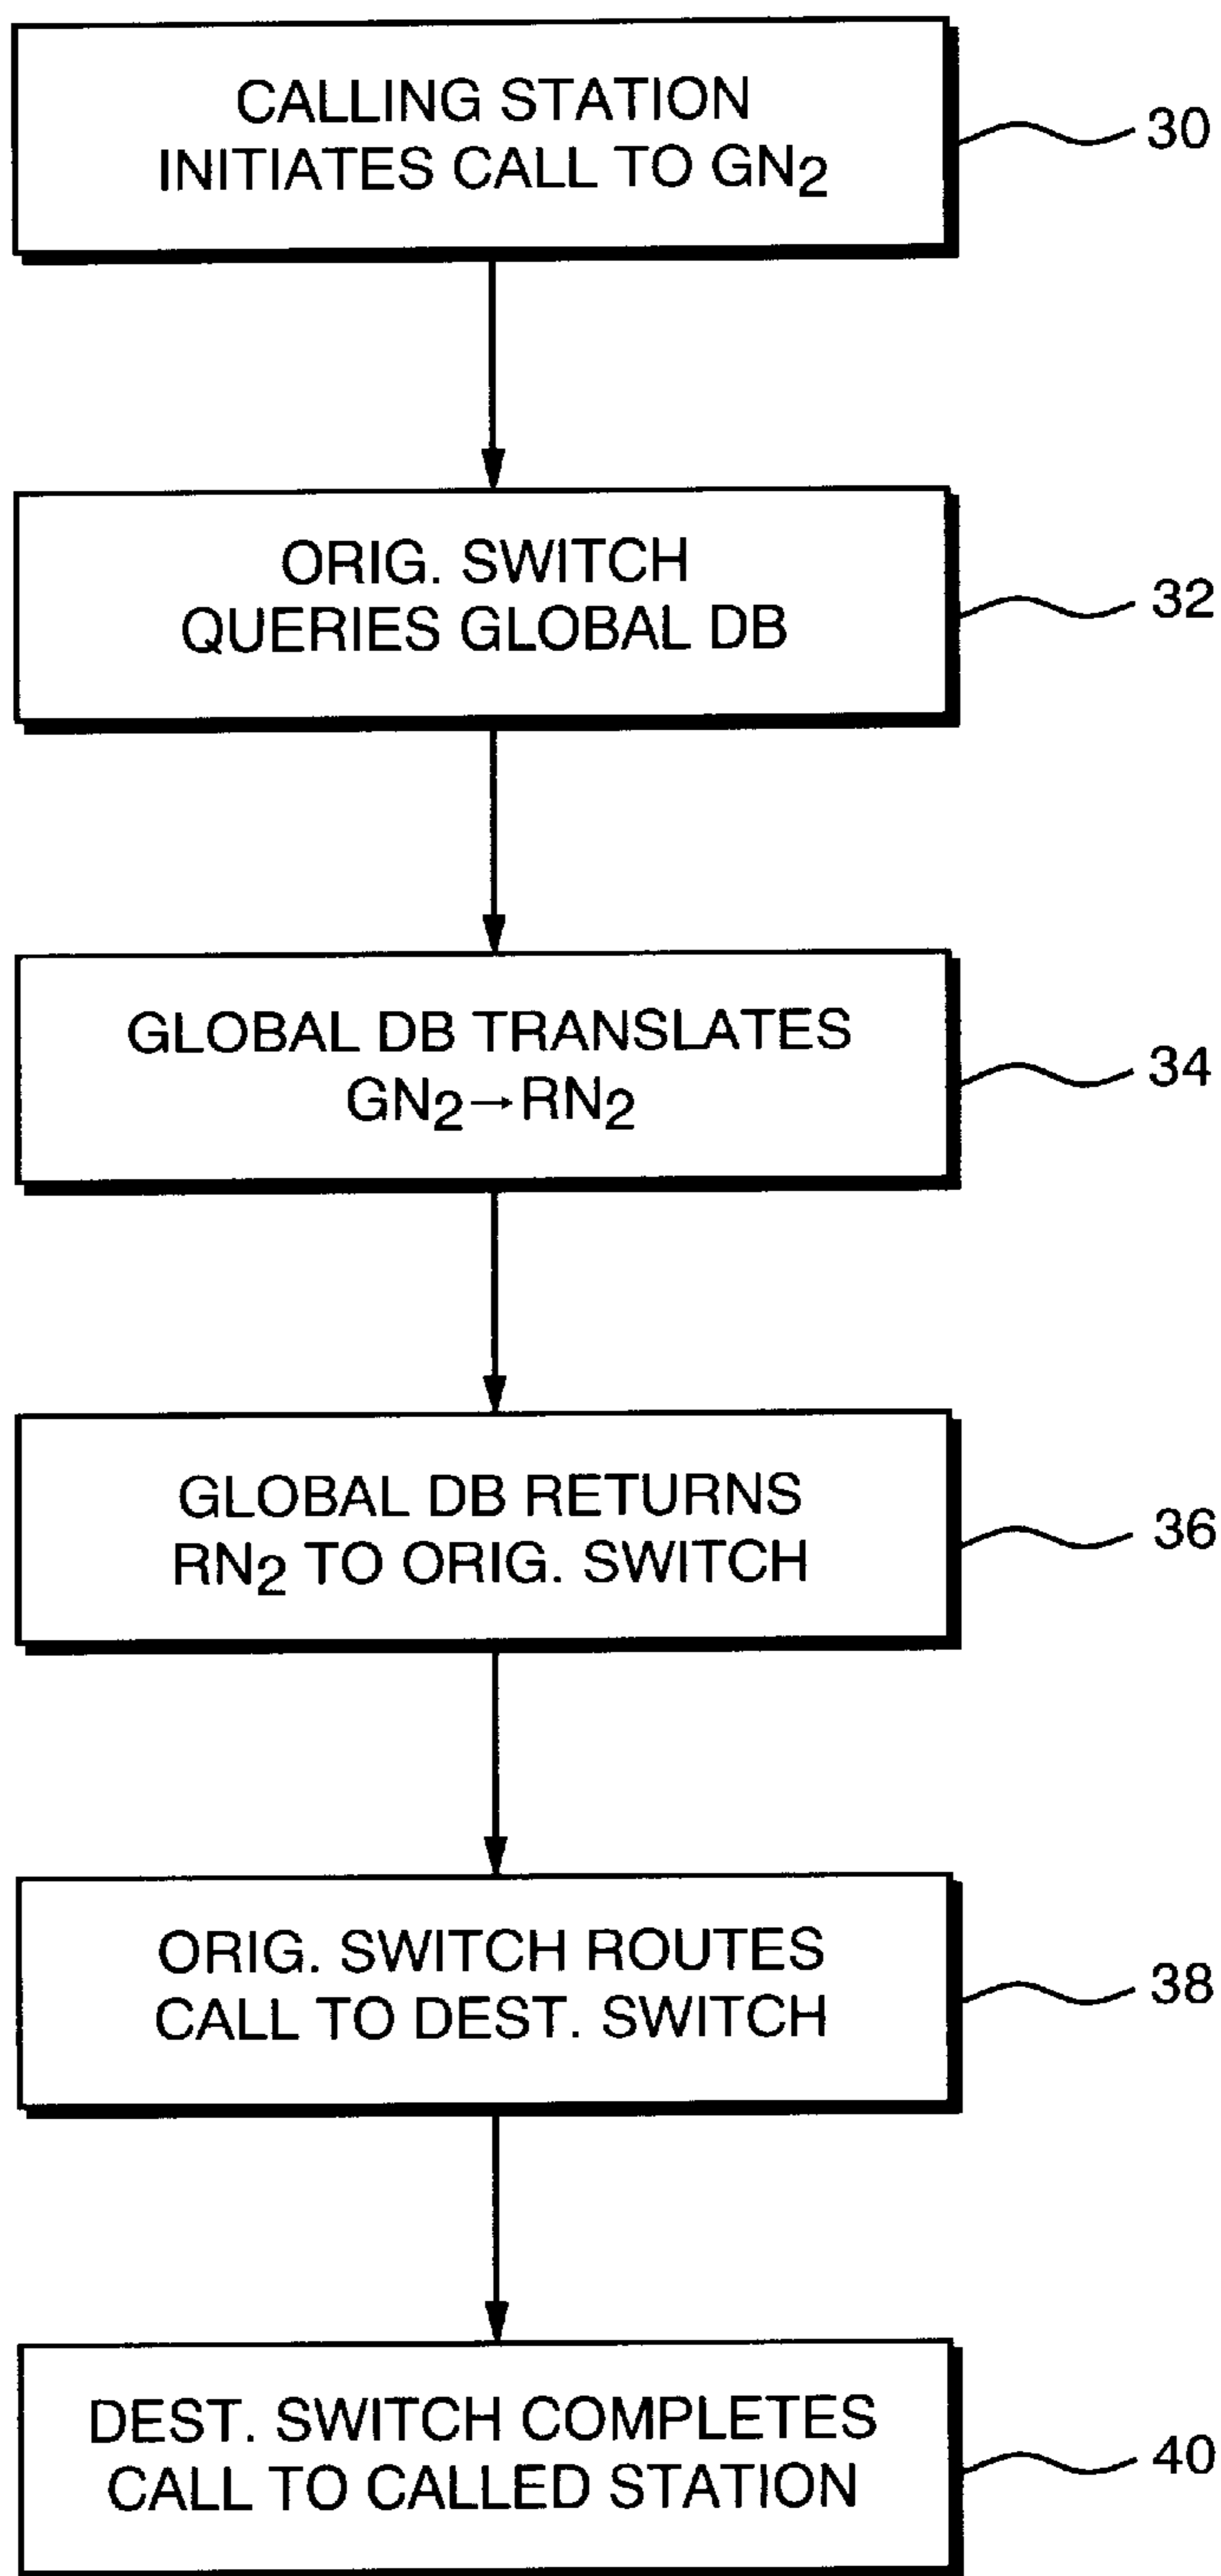 CALLING STATION
INITIATES CALL TO GN₂
30
ORIG. SWITCH
QUERIES GLOBAL DB
32
GLOBAL DB TRANSLATES
GN₂→RN₂
34
GLOBAL DB RETURNS
RN₂ TO ORIG. SWITCH
36
ORIG. SWITCH ROUTES
CALL TO DEST. SWITCH
38
DEST. SWITCH COMPLETES
CALL TO CALLED STATION
40